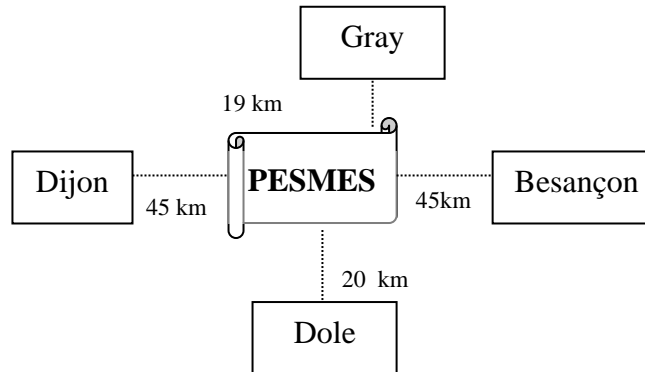 Gray
19 km
Dijon
PESMES
Besançon
45 km
45km
20 km
Dole